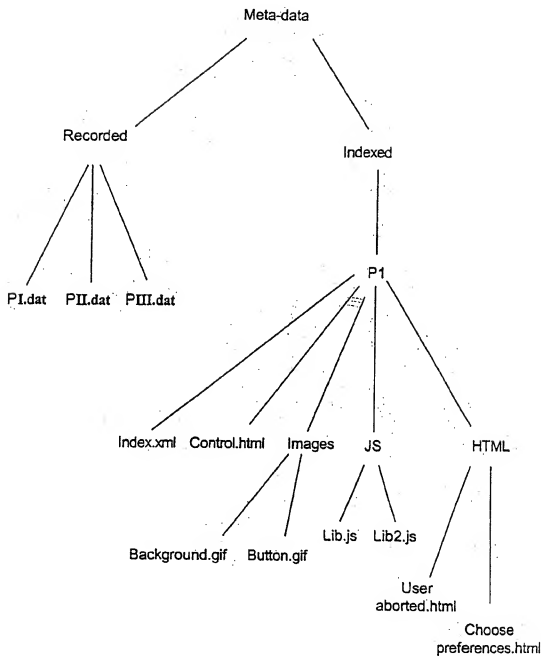 Meta-data
Recorded
Indexed
PI.dat PII.dat PIII.dat
P1
Index.xml Control.html Images JS HTML
Background.gif Button.gif
Lib.js Lib2.js
User
aborted.html
Choose
preferences.html